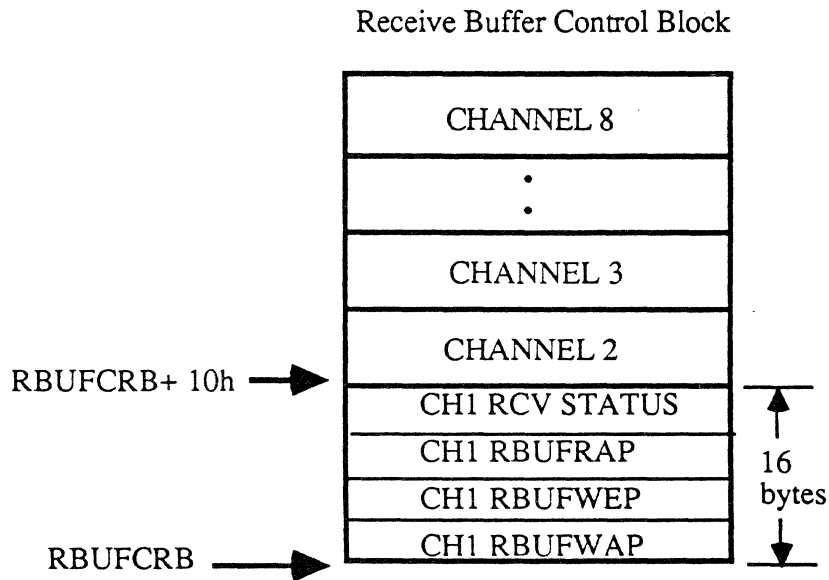 Receive Buffer Control Block
CHANNEL 8
CHANNEL 3
CHANNEL 2
RBUFCRB+ 10h
CH1 RCV STATUS
CH1 RBUFRAP
16
bytes
CH1 RBUFWEP
CH1 RBUFWAP
RBUFCRB